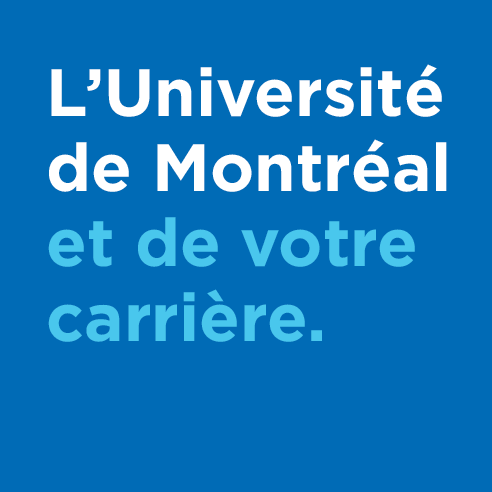 L’Université
de Montréal
et de votre
carrière.